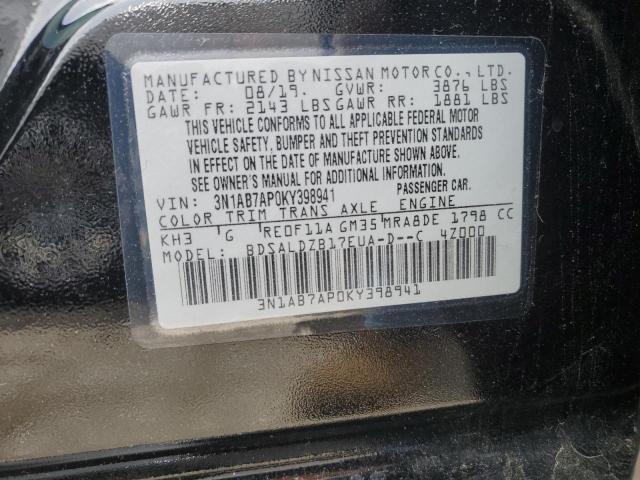 MANUFACTURED BY NISSAN MOTOR CO., LTD.
DATE: 08/19. GVWR: 3876 LBS
GAWR FR: 2143 LBS GAWR RR: 1881 LBS
THIS VEHICLE CONFORMS TO ALL APPLICABLE FEDERAL MOTOR
VEHICLE SAFETY, BUMPER AND THEFT PREVENTION STANDARDS
IN EFFECT ON THE DATE OF MANUFACTURE SHOWN ABOVE.
SEE OWNER'S MANUAL FOR ADDITIONAL INFORMATION.
VIN: 3N1AB7AP0KY398941 PASSENGER CAR.
COLOR TRIM TRANS AXLE ENGINE
KH3 G RE0F11A GM35 MRA8DE 1798 CC
MODEL: BDSALDZB17EUA-D--C 4Z000
3N1AB7AP0KY398941